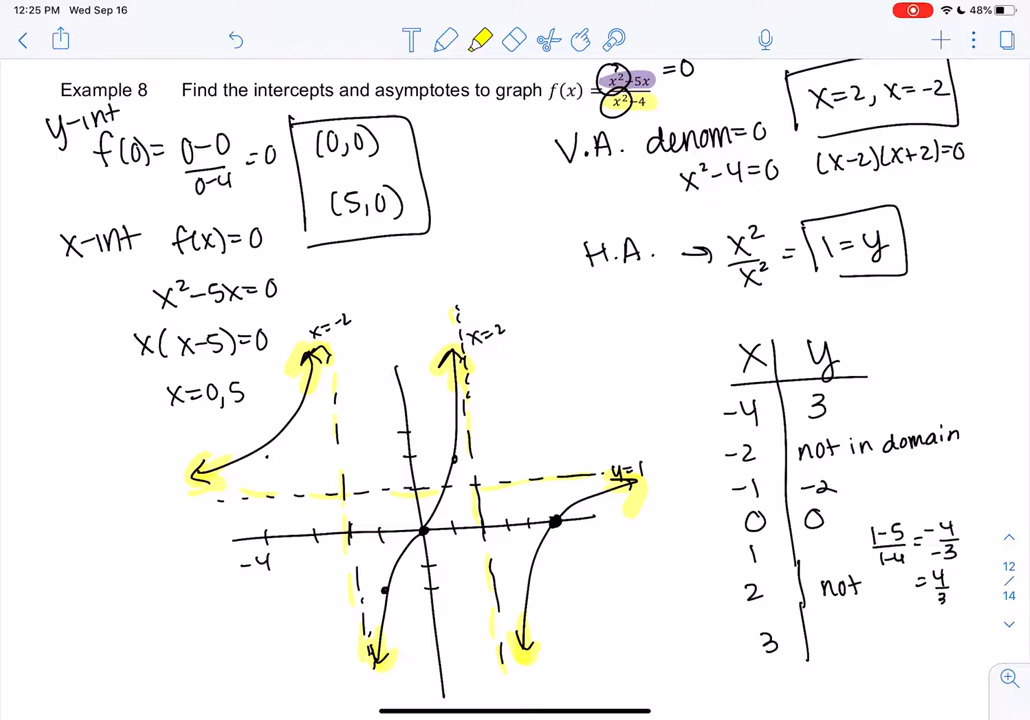 12:25 PM Wed Sep 16
48%
Example 8 Find the intercepts and asymptotes to graph f(x) = x²-5x / x²-4 = 0
y-int
f(0) = 0-0 / 0-4 = 0
(0,0)
(5,0)
x-int f(x) = 0
x²-5x=0
x(x-5)=0
x=0,5
V.A. denom=0
x²-4=0
(x-2)(x+2)=0
x=2, x=-2
H.A. → x²/x² = 1=y
x=-2
x=2
y=1
-4
x y
-4 3
-2 not in domain
-1 -2
0 0
1
2 not
3
1-5 / 1-4 = -4 / -3
= 4/3
12
/
14